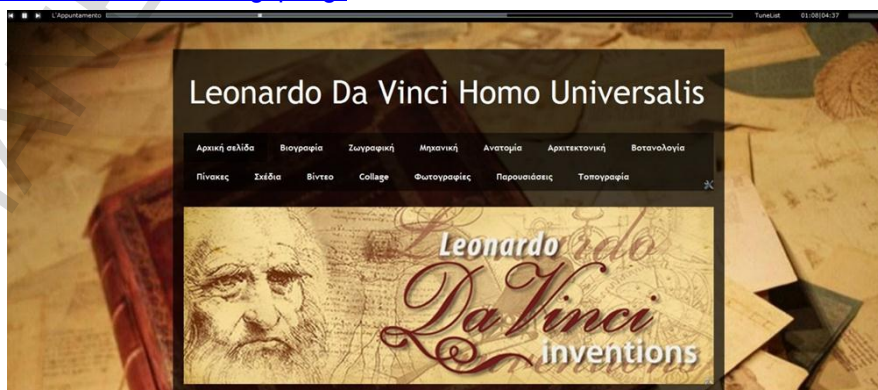 L'Appuntamento TuneList 01:08|04:37
Leonardo Da Vinci Homo Universalis
Αρχική σελίδα Βιογραφία Ζωγραφική Μηχανική Ανατομία Αρχιτεκτονική Βοτανολογία
Πίνακες Σχέδια Βίντεο Collage Φωτογραφίες Παρουσιάσεις Τοπογραφία
Leonardo
Da Vinci
inventions